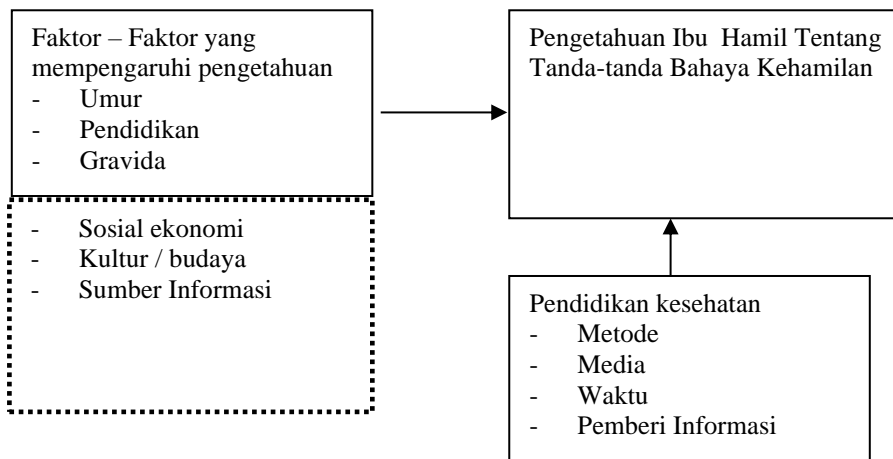 Faktor – Faktor yang
mempengaruhi pengetahuan
- Umur
- Pendidikan
- Gravida
- Sosial ekonomi
- Kultur / budaya
- Sumber Informasi
Pengetahuan Ibu Hamil Tentang
Tanda-tanda Bahaya Kehamilan
Pendidikan kesehatan
- Metode
- Media
- Waktu
- Pemberi Informasi